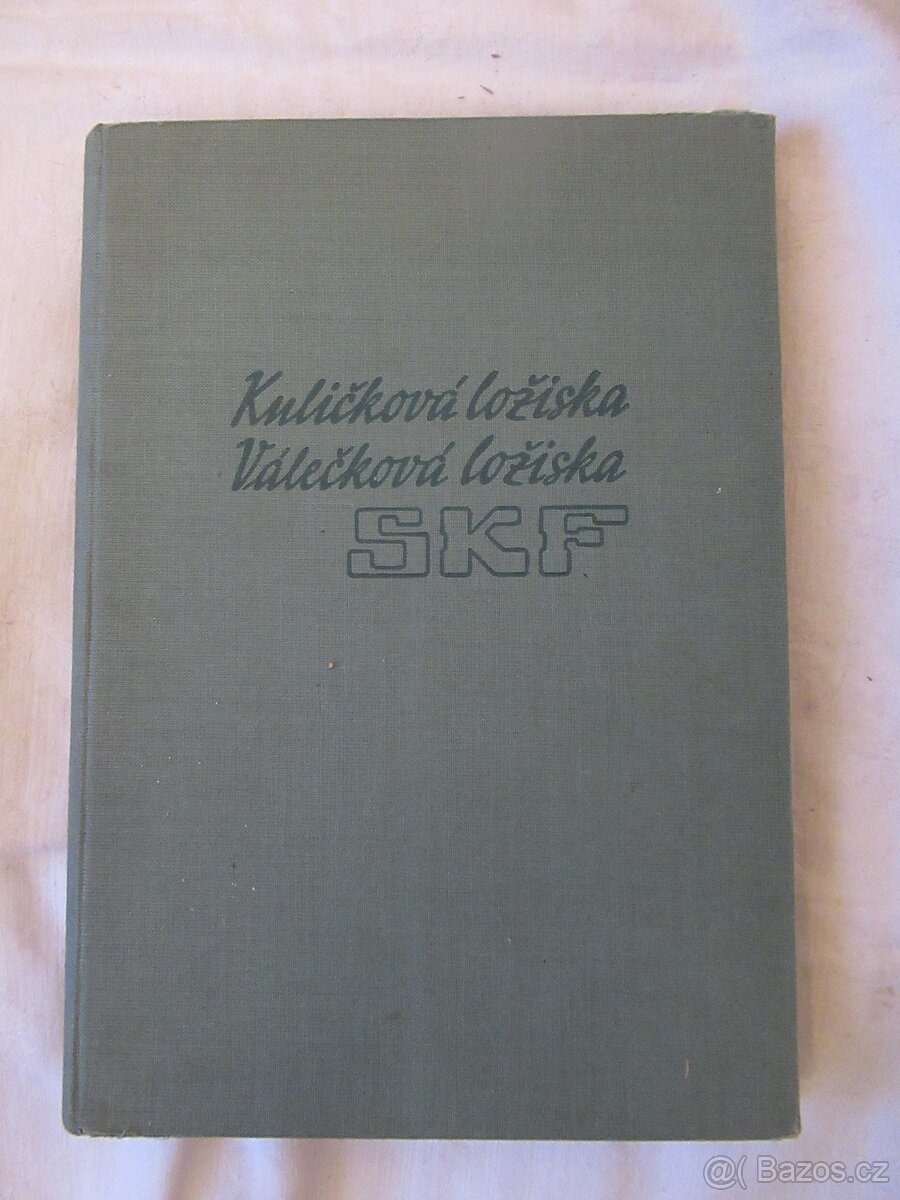 Kuličková ložiska
Válečková ložiska
SKF
@( Bazos.cz